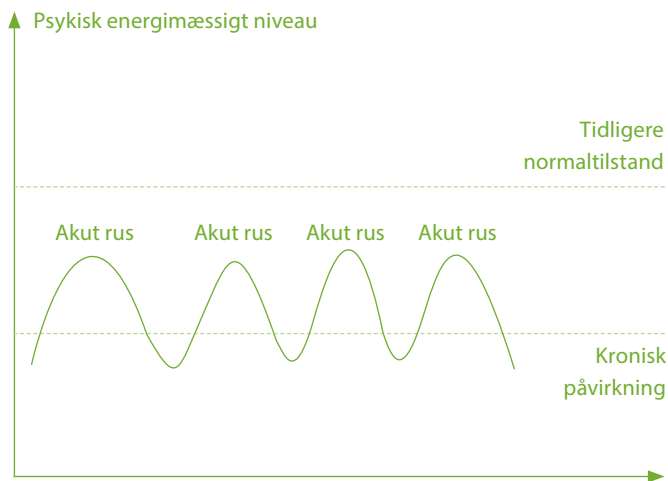 Psykisk energimæssigt niveau
Tidligere
normaltilstand
Akut rus
Akut rus
Akut rus
Akut rus
Kronisk
påvirkning